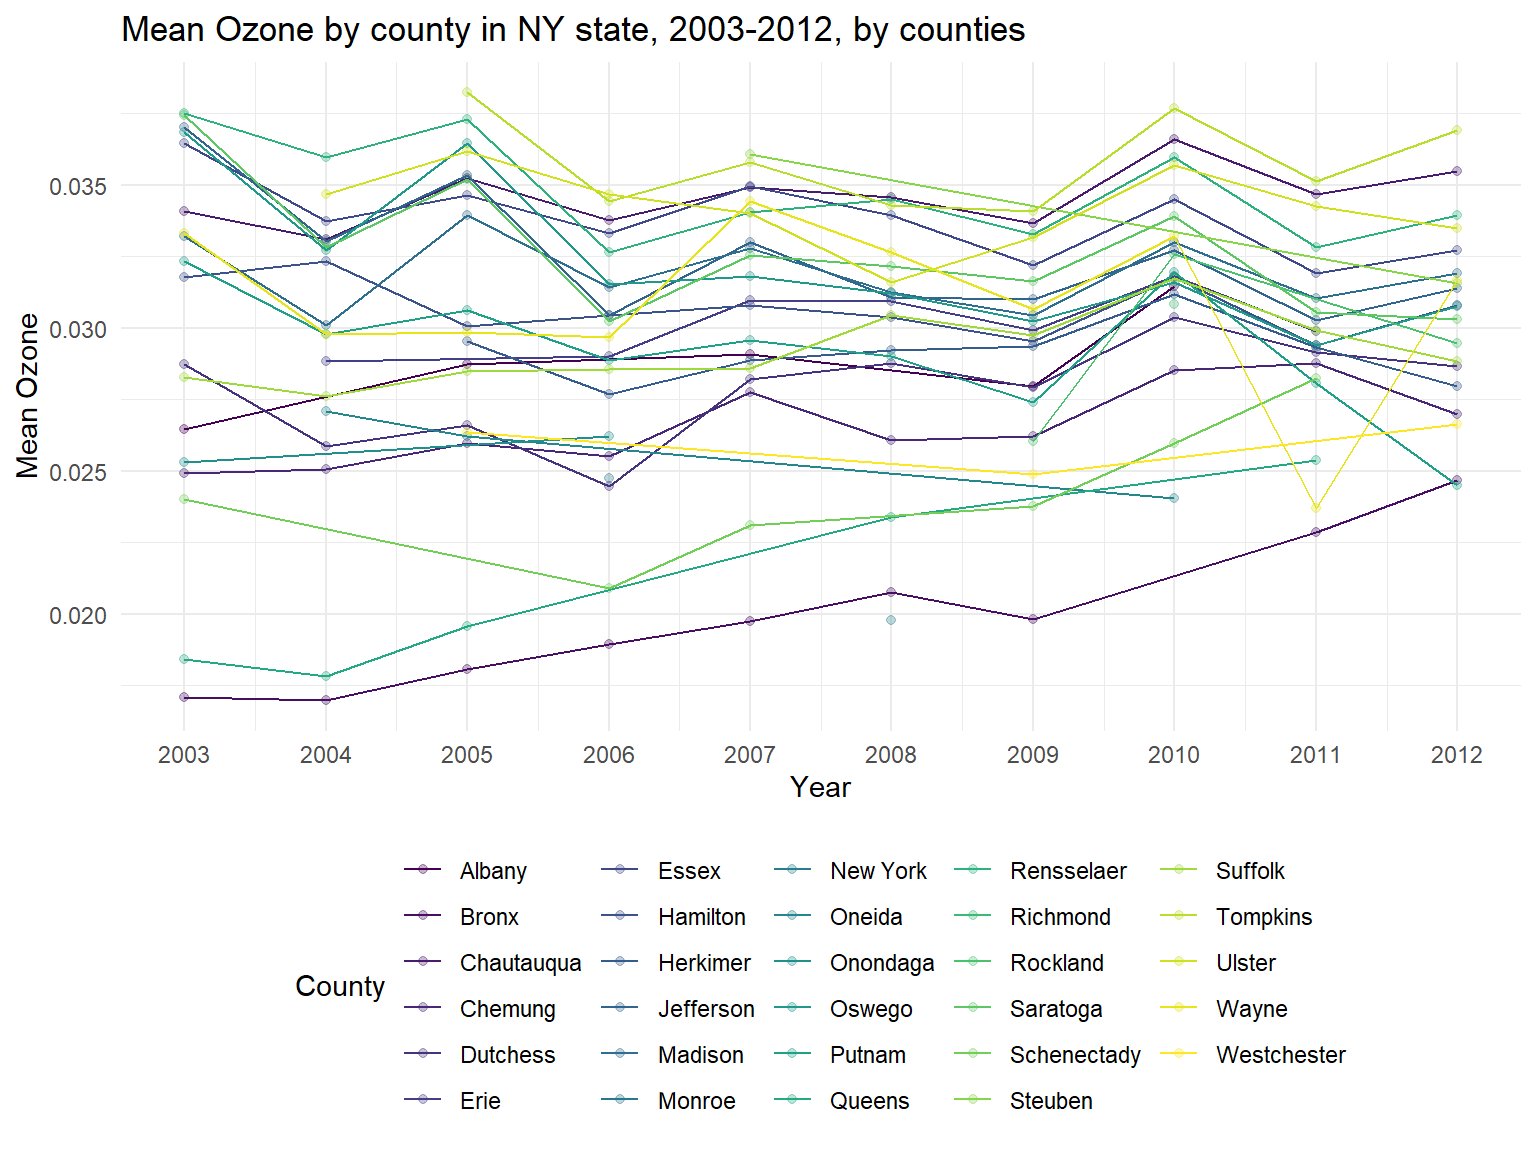 Mean Ozone by county in NY state, 2003-2012, by counties
Mean Ozone
0.035
0.030
0.025
0.020
2003 2004 2005 2006 2007 2008 2009 2010 2011 2012
Year
County
Albany
Bronx
Chautauqua
Chemung
Dutchess
Erie
Essex
Hamilton
Herkimer
Jefferson
Madison
Monroe
New York
Oneida
Onondaga
Oswego
Putnam
Queens
Rensselaer
Richmond
Rockland
Saratoga
Schenectady
Steuben
Suffolk
Tompkins
Ulster
Wayne
Westchester